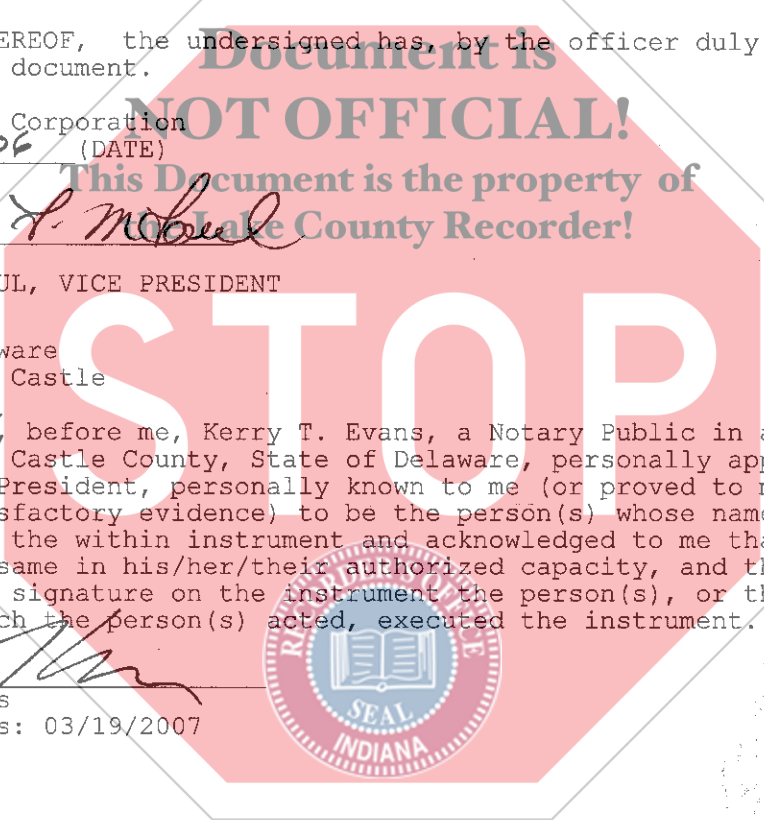 EREOF, the undersigned has, by the officer duly
document.
Document is
NOT OFFICIAL!
This Document is the property of
the Lake County Recorder!
Corporation
06 (DATE)
UL, VICE PRESIDENT
STOP
ware
Castle
, before me, Kerry T. Evans, a Notary Public in a
Castle County, State of Delaware, personally app
President, personally known to me (or proved to m
sfactory evidence) to be the person(s) whose name
the within instrument and acknowledged to me tha
same in his/her/their authorized capacity, and th
signature on the instrument the person(s), or th
ch the person(s) acted, executed the instrument.
RECORDER'S OFFICE
SEAL
INDIANA
s
s: 03/19/2007